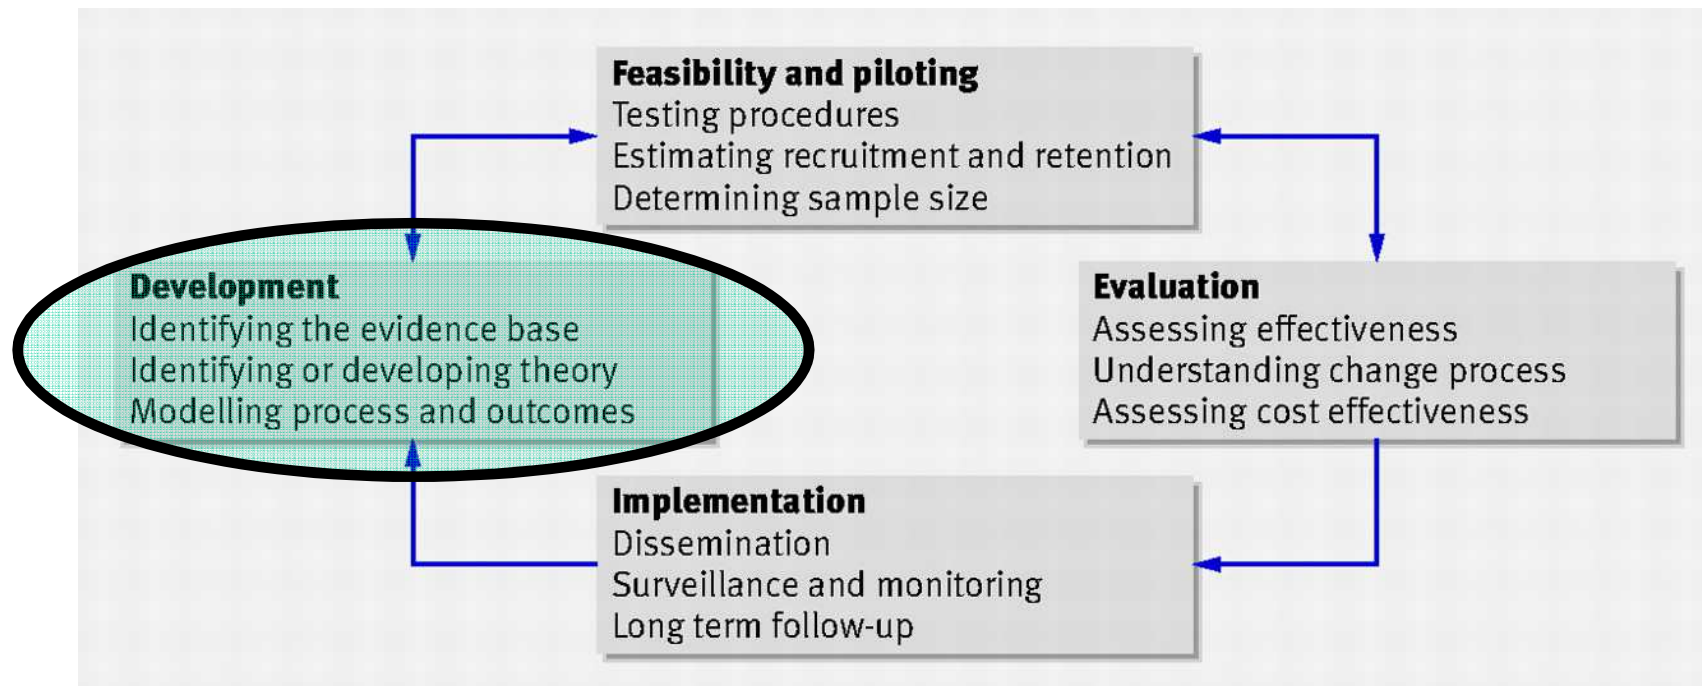 Feasibility and piloting
Testing procedures
Estimating recruitment and retention
Determining sample size
Development
Identifying the evidence base
Identifying or developing theory
Modelling process and outcomes
Evaluation
Assessing effectiveness
Understanding change process
Assessing cost effectiveness
Implementation
Dissemination
Surveillance and monitoring
Long term follow-up